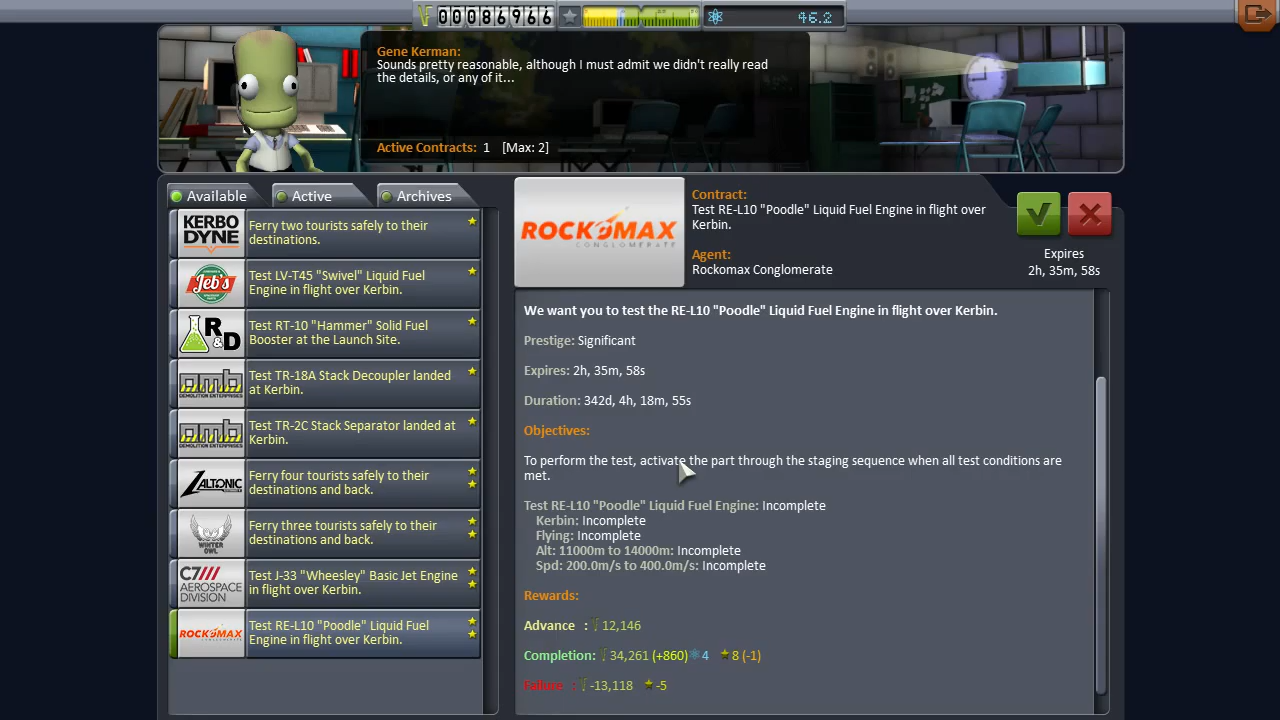 00086966
46.2
Gene Kerman:
Sounds pretty reasonable, although I must admit we didn't really read
the details, or any of it...
Active Contracts: 1 [Max: 2]
Available
Active
Archives
KERBO
DYNE
Ferry two tourists safely to their
destinations.
Jeb's
Test LV-T45 "Swivel" Liquid Fuel
Engine in flight over Kerbin.
R&D
Test RT-10 "Hammer" Solid Fuel
Booster at the Launch Site.
DEMOLITION ENTERPRISES
Test TR-18A Stack Decoupler landed
at Kerbin.
DEMOLITION ENTERPRISES
Test TR-2C Stack Separator landed at
Kerbin.
ZALTONIC
Ferry four tourists safely to their
destinations and back.
WINTER
OWL
Ferry three tourists safely to their
destinations and back.
C7
AEROSPACE
DIVISION
Test J-33 "Wheesley" Basic Jet Engine
in flight over Kerbin.
ROCKOMAX
Test RE-L10 "Poodle" Liquid Fuel
Engine in flight over Kerbin.
ROCKOMAX
CONGLOMERATE
Contract:
Test RE-L10 "Poodle" Liquid Fuel Engine in flight over
Kerbin.
Agent:
Rockomax Conglomerate
Expires
2h, 35m, 58s
We want you to test the RE-L10 "Poodle" Liquid Fuel Engine in flight over Kerbin.
Prestige: Significant
Expires: 2h, 35m, 58s
Duration: 342d, 4h, 18m, 55s
Objectives:
To perform the test, activate the part through the staging sequence when all test conditions are
met.
Test RE-L10 "Poodle" Liquid Fuel Engine: Incomplete
Kerbin: Incomplete
Flying: Incomplete
Alt: 11000m to 14000m: Incomplete
Spd: 200.0m/s to 400.0m/s: Incomplete
Rewards:
Advance : 12,146
Completion: 34,261 (+860) 4 8 (-1)
Failure : -13,118 -5